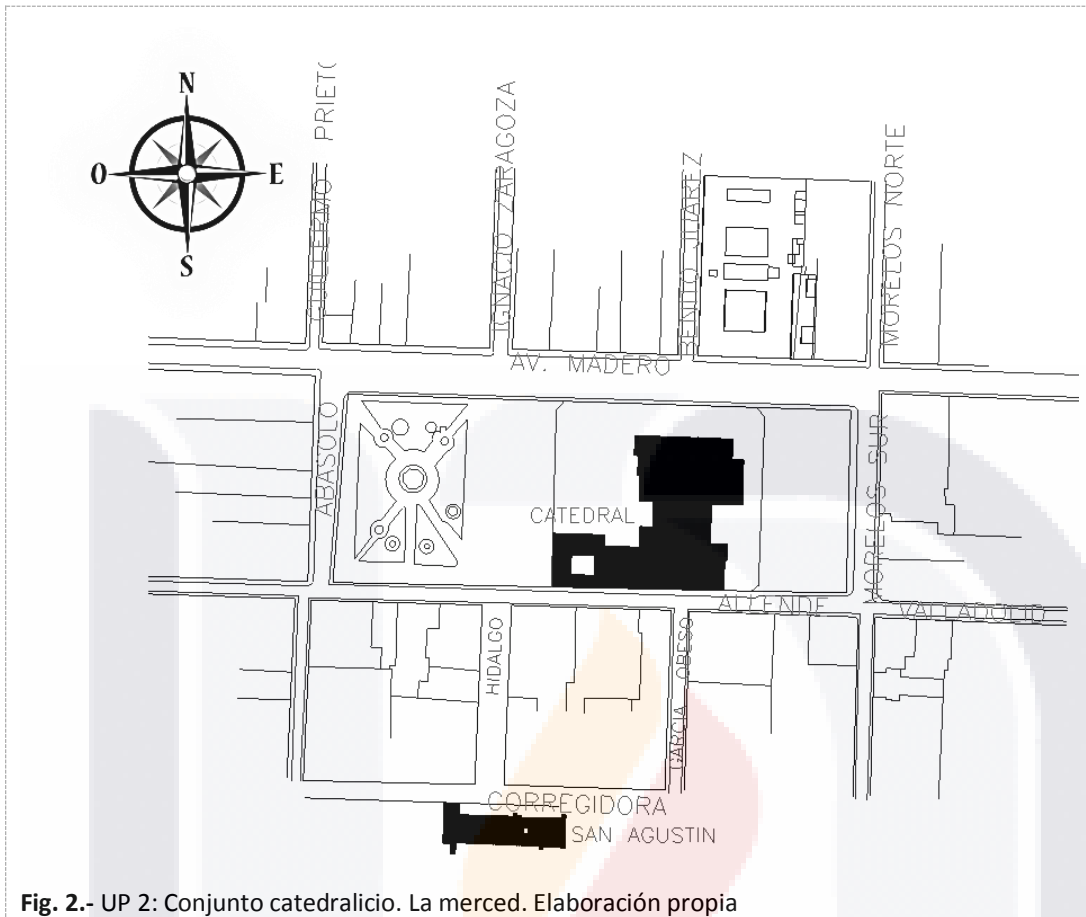 N
O
E
S
GUILLERMO PRIETO
IGNACIO ZARAGOZA
BENITO JUAREZ
MORELOS NORTE
AV. MADERO
ABASOLO
MORELOS SUR
CATEDRAL
ALLENDE
VALLADOLID
HIDALGO
GARCIA OBESO
CORREGIDORA
SAN AGUSTIN
Fig. 2.- UP 2: Conjunto catedralicio. La merced. Elaboración propia